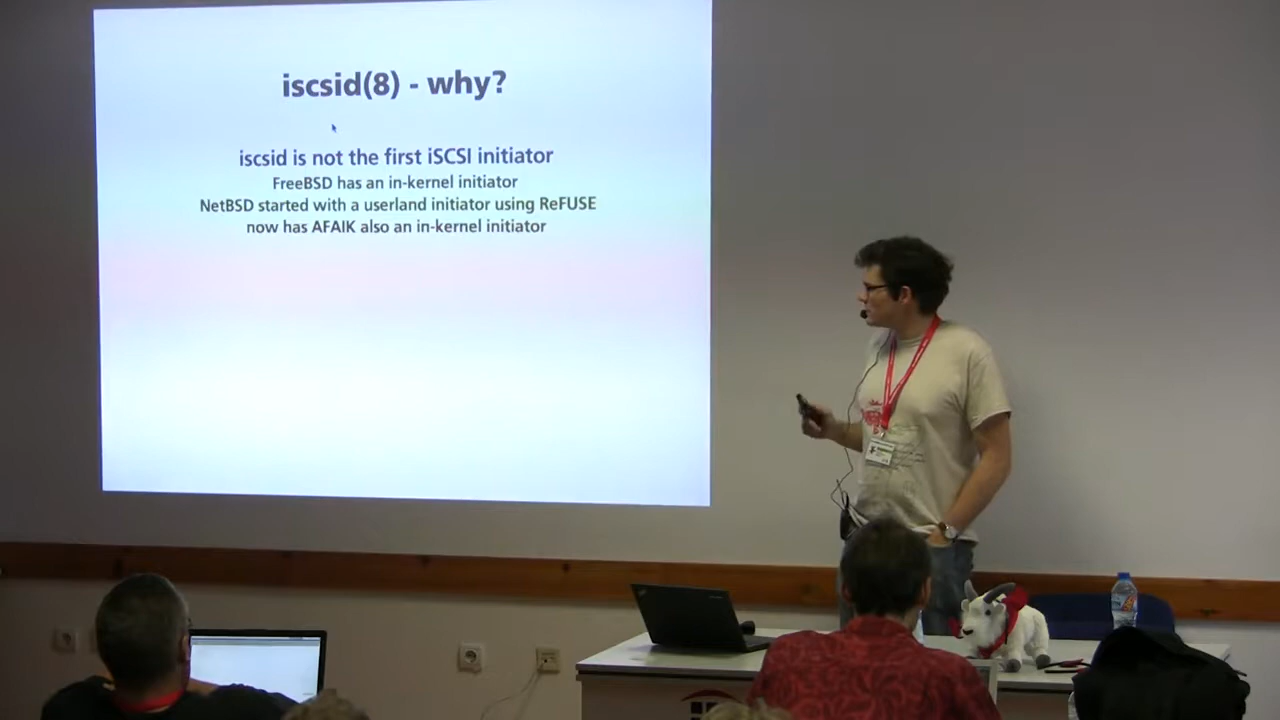 iscsid(8) - why?
iscsid is not the first iSCSI initiator
FreeBSD has an in-kernel initiator
NetBSD started with a userland initiator using ReFUSE
now has AFAIK also an in-kernel initiator